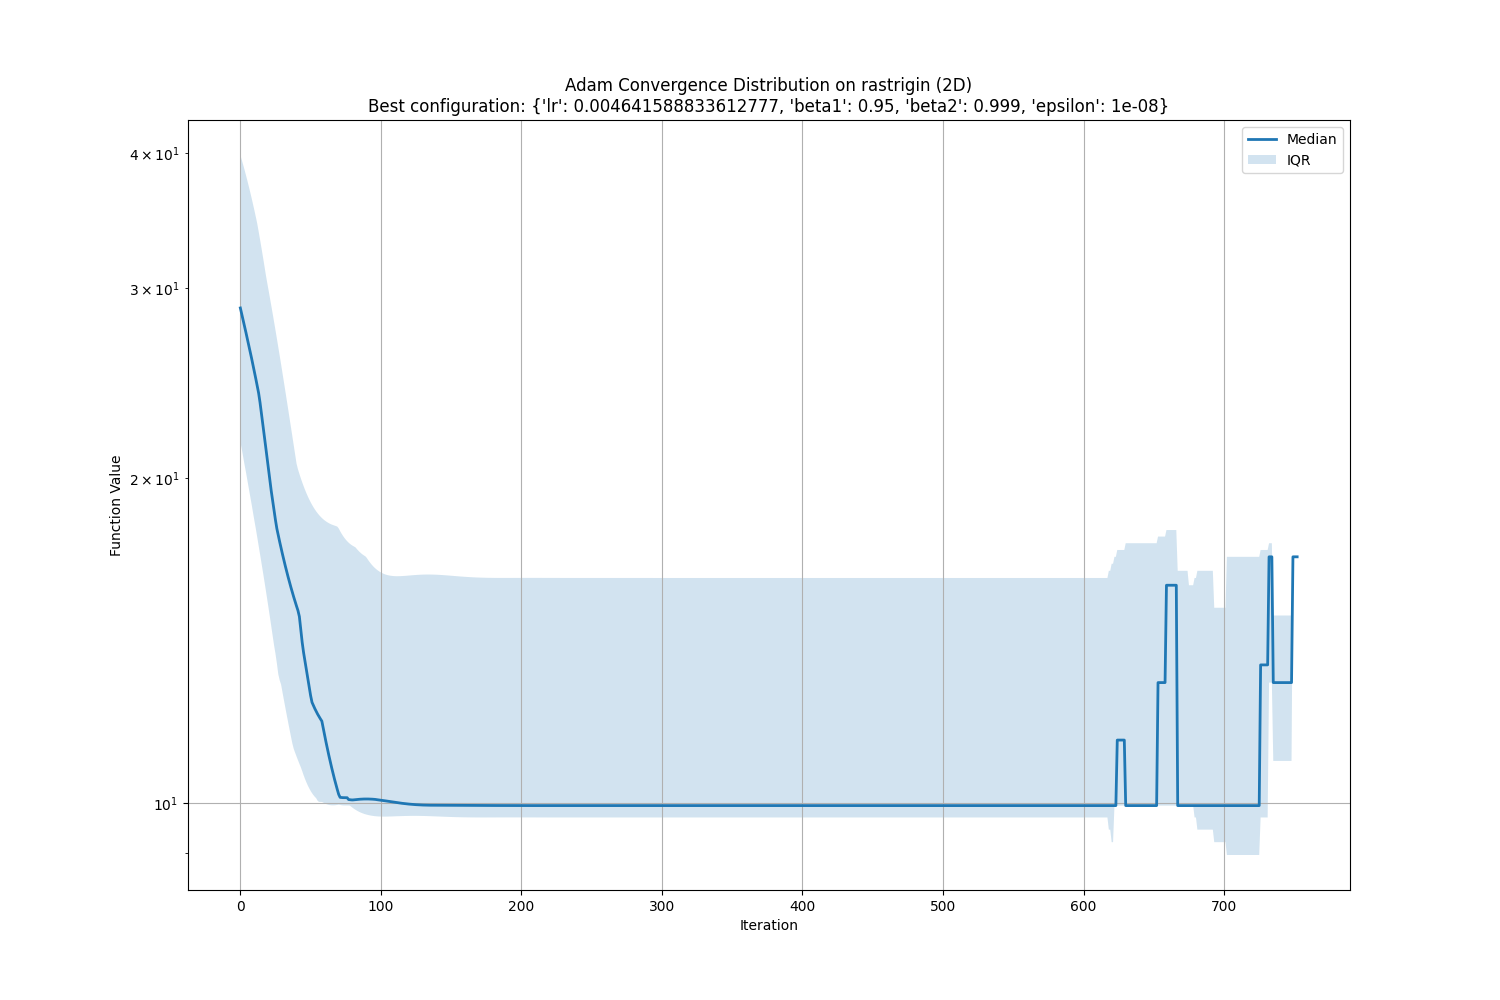 Adam Convergence Distribution on rastrigin (2D)
Best configuration: {'lr': 0.004641588833612777, 'beta1': 0.95, 'beta2': 0.999, 'epsilon': 1e-08}
Median
IQR
4 × 10¹
3 × 10¹
2 × 10¹
10¹
Function Value
0 100 200 300 400 500 600 700
Iteration